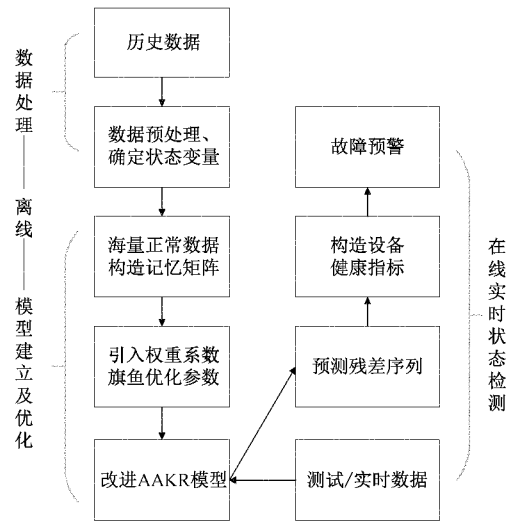 数据处理——离线——模型建立及优化
历史数据
数据预处理、
确定状态变量
海量正常数据
构造记忆矩阵
引入权重系数
旗鱼优化参数
改进AAKR模型
故障预警
构造设备
健康指标
预测残差序列
测试/实时数据
在线实时状态检测